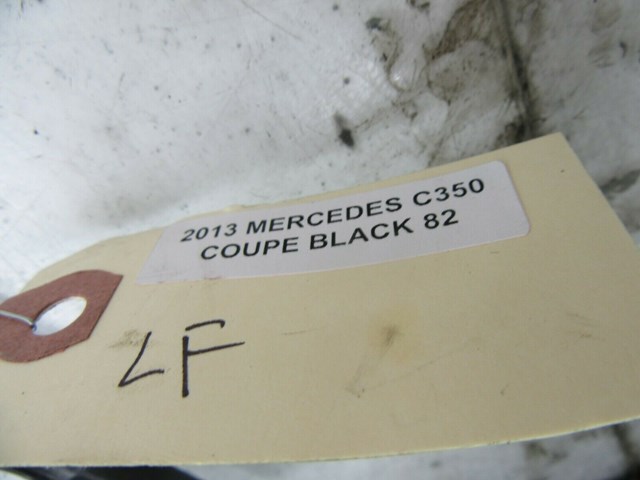 2013 MERCEDES C350
COUPE BLACK 82
LF